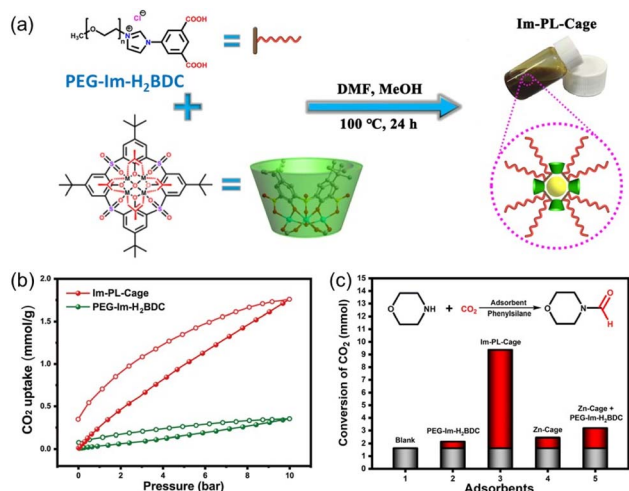 (a)
Cl⊖
H₃C
O
n
N
N
COOH
COOH
PEG-Im-H₂BDC
=
+
=
DMF, MeOH
100 ℃, 24 h
Im-PL-Cage
(b)
CO₂ uptake (mmol/g)
1.8
1.2
0.5
0.0
Im-PL-Cage
PEG-Im-H₂BDC
0 2 4 6 8 10
Pressure (bar)
(c)
Conversion of CO₂ (mmol)
15
14
13
12
11
10
9
8
7
6
5
4
3
2
1
0
O NH + CO₂ Adsorbent O N O
Phenylsilane H
Im-PL-Cage
Blank
PEG-Im-H₂BDC
Zn-Cage
Zn-Cage +
PEG-Im-H₂BDC
1 2 3 4 5
Adsorbents